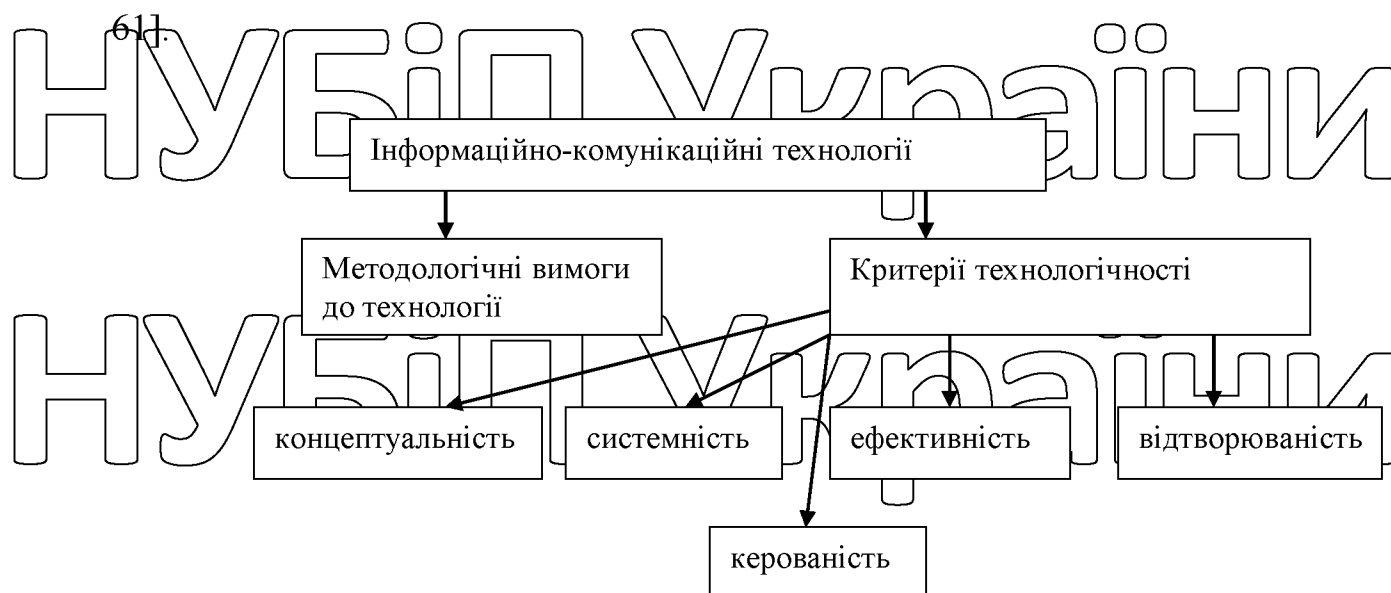 61].
НУБіП України
Інформаційно-комунікаційні технології
Методологічні вимоги
до технології
Критерії технологічності
НУБіП України
концептуальність
системність
ефективність
відтворюваність
керованість